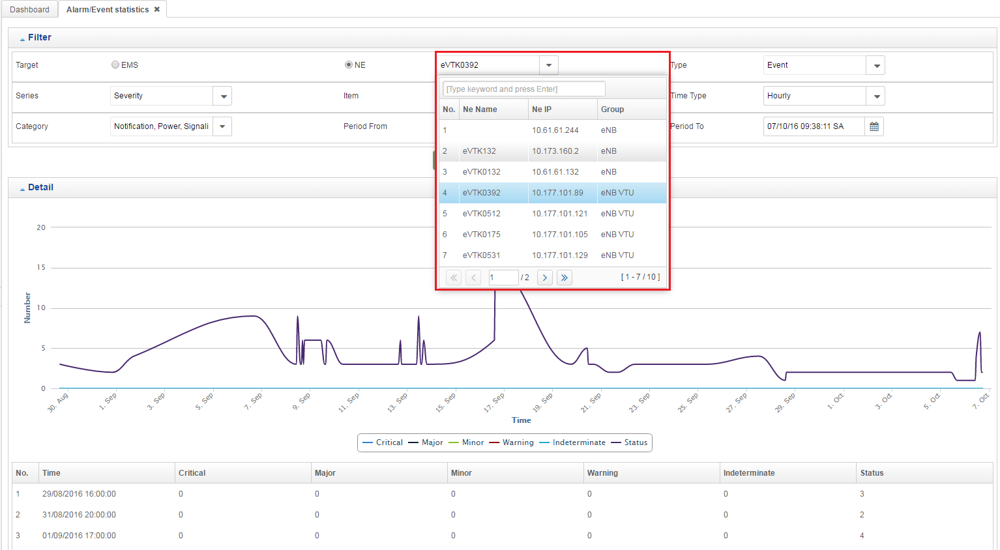 Dashboard
Alarm/Event statistics ✖
Filter
Target EMS NE eVTK0392 Type Event
[Type keyword and press Enter]
Series Severity Item Time Type Hourly
No. Ne Name Ne IP Group
Category Notification, Power, Signali Period From Period To 07/10/16 09:38:11 SA
1 10.61.61.244 eNB
2 eVTK132 10.173.160.2 eNB
3 eVTK0132 10.61.61.132 eNB
4 eVTK0392 10.177.101.89 eNB VTU
5 eVTK0512 10.177.101.121 eNB VTU
6 eVTK0175 10.177.101.105 eNB VTU
7 eVTK0531 10.177.101.129 eNB VTU
1 / 2 [ 1 - 7 / 10 ]
Detail
20
15
10
5
0
Number
30. Aug 1. Sep 3. Sep 5. Sep 7. Sep 9. Sep 11. Sep 13. Sep 15. Sep 17. Sep 19. Sep 21. Sep 23. Sep 25. Sep 27. Sep 29. Sep 1. Oct 3. Oct 5. Oct 7. Oct
Time
Critical Major Minor Warning Indeterminate Status
No. Time Critical Major Minor Warning Indeterminate Status
1 29/08/2016 16:00:00 0 0 0 0 0 3
2 31/08/2016 20:00:00 0 0 0 0 0 2
3 01/09/2016 17:00:00 0 0 0 0 0 4